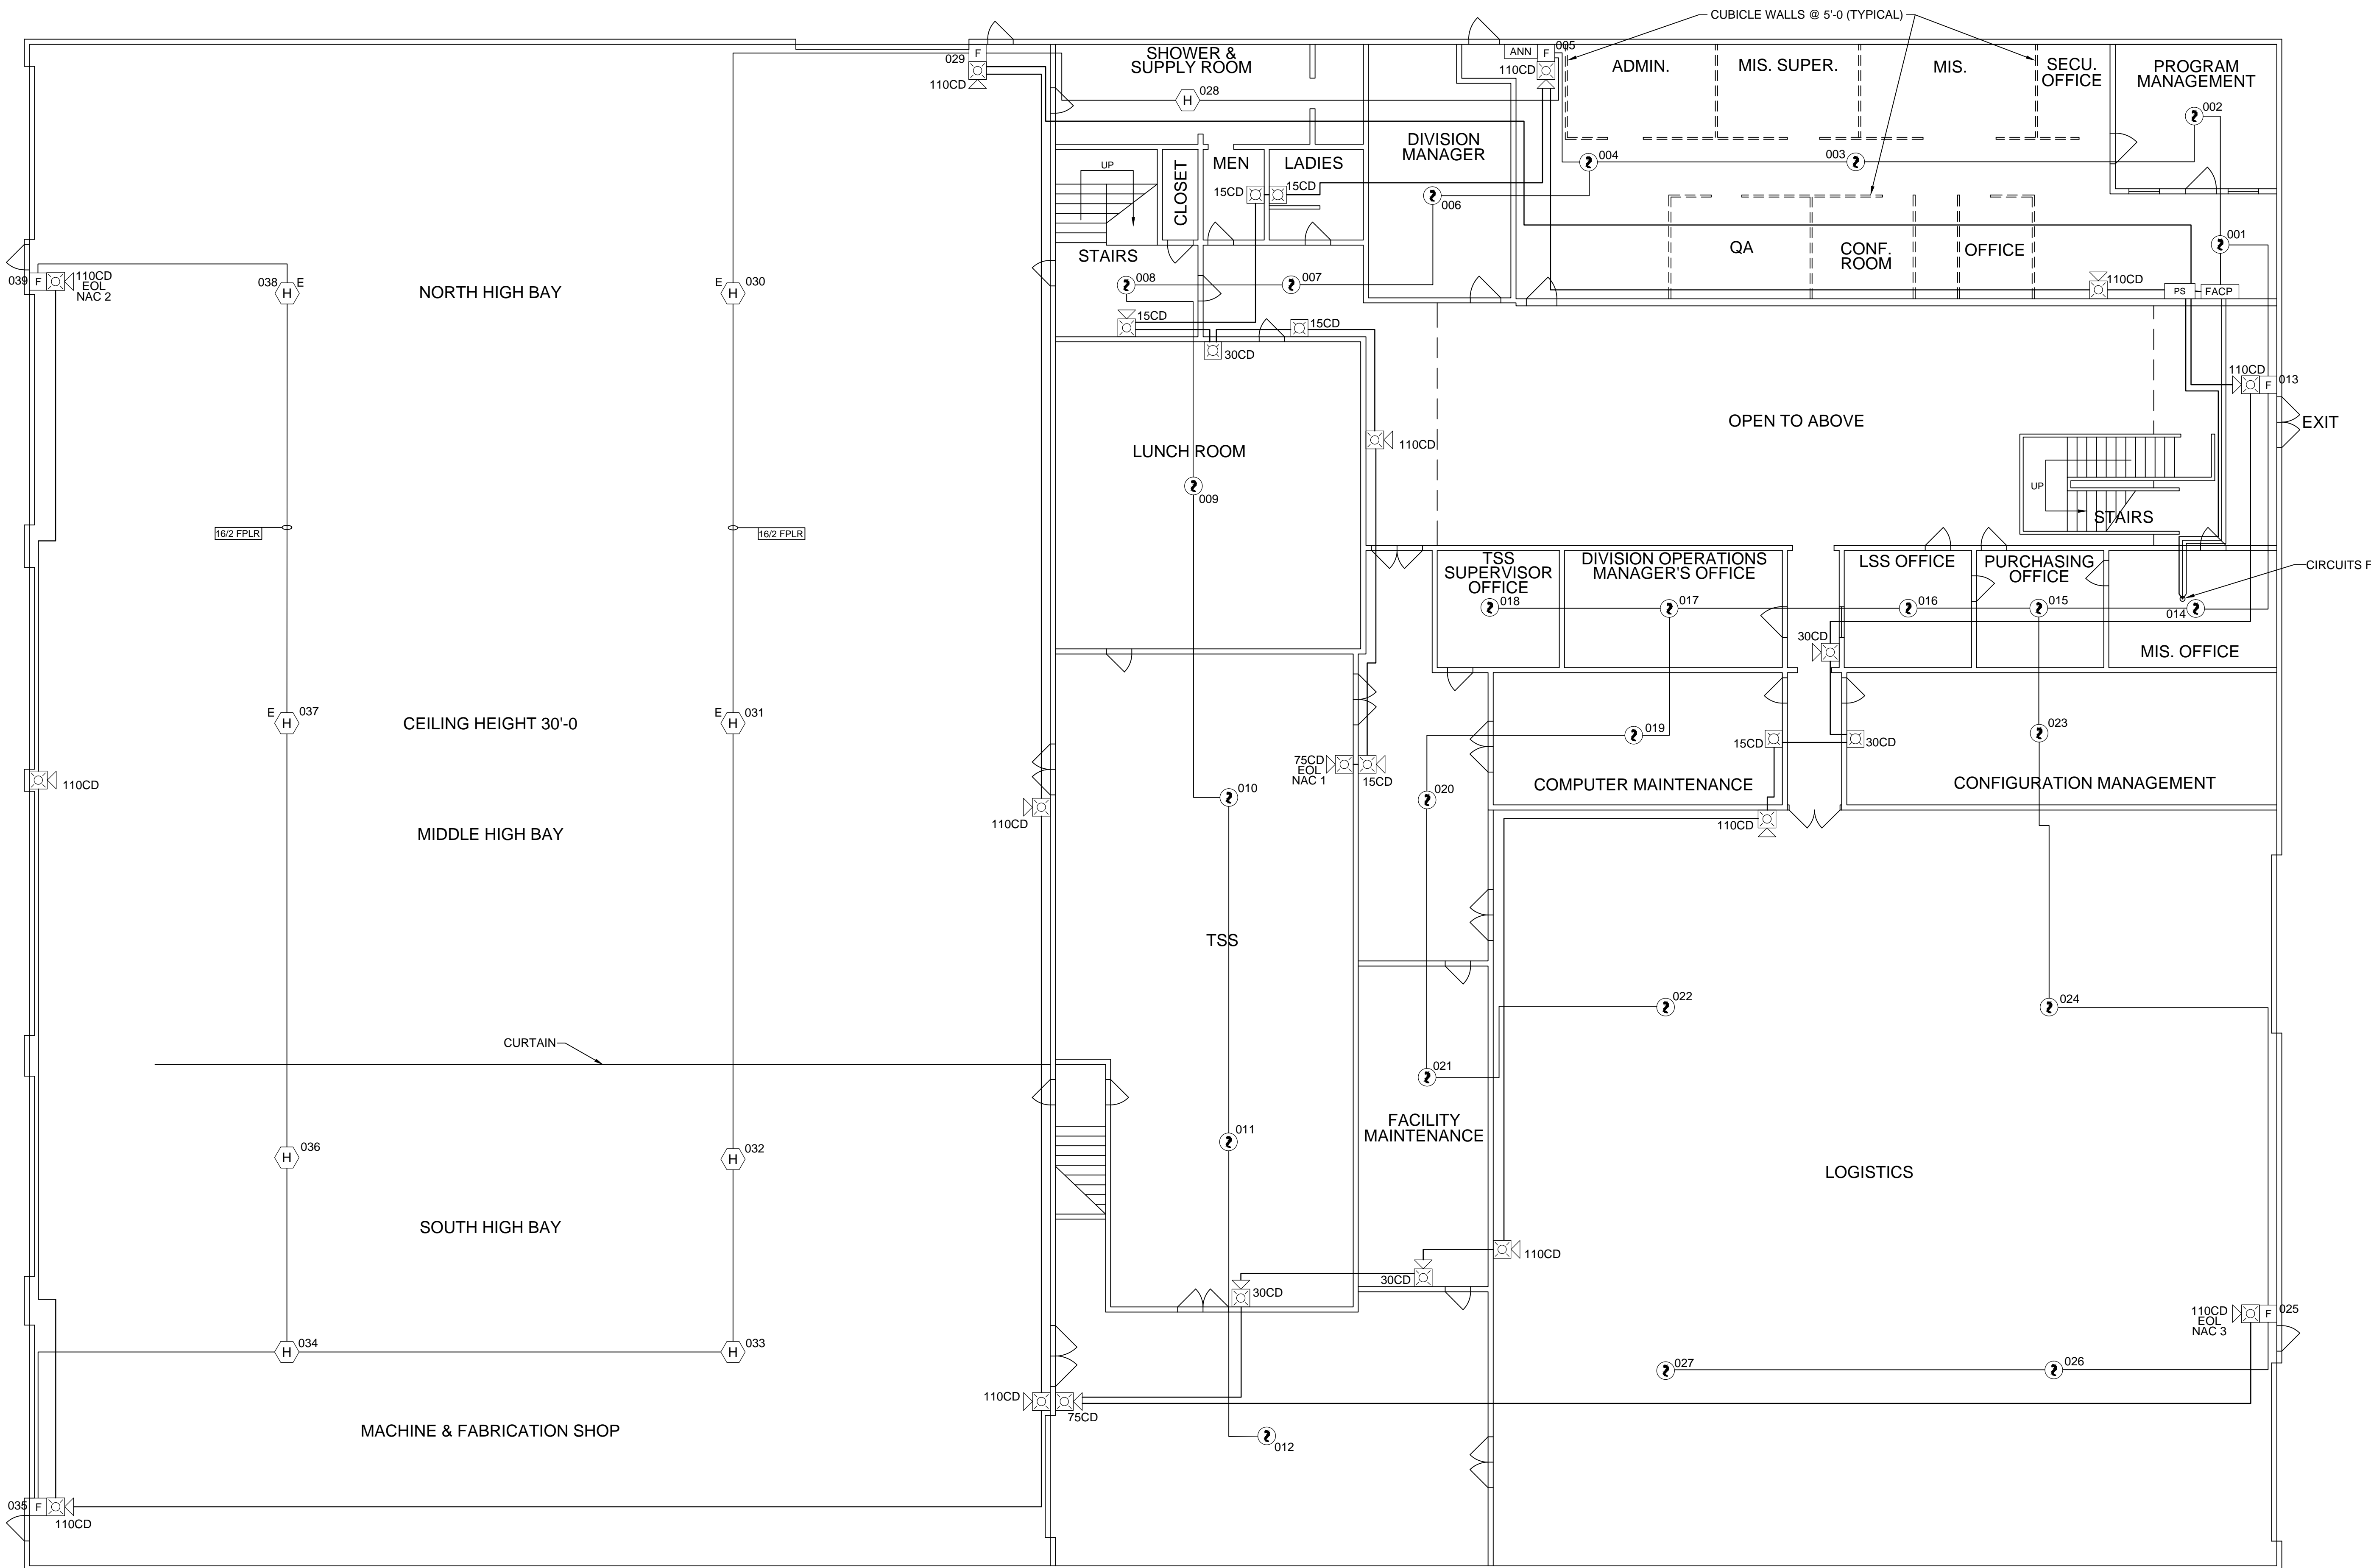 CUBICLE WALLS @ 5'-0 (TYPICAL)
029
F
110CD
SHOWER &
SUPPLY ROOM
H
028
ANN
F
005
110CD
ADMIN.
MIS. SUPER.
MIS.
SECU.
OFFICE
PROGRAM
MANAGEMENT
002
DIVISION
MANAGER
004
003
UP
CLOSET
MEN
LADIES
15CD
15CD
006
STAIRS
QA
CONF.
ROOM
OFFICE
001
039
F
110CD
EOL
NAC 2
038
H
E
NORTH HIGH BAY
E
H
030
008
007
110CD
PS
FACP
15CD
15CD
30CD
110CD
F
013
EXIT
OPEN TO ABOVE
110CD
LUNCH ROOM
009
UP
STAIRS
16/2 FPLR
16/2 FPLR
TSS
SUPERVISOR
OFFICE
DIVISION OPERATIONS
MANAGER'S OFFICE
LSS OFFICE
PURCHASING
OFFICE
CIRCUITS F
018
017
016
015
014
30CD
MIS. OFFICE
E
H
037
CEILING HEIGHT 30'-0
E
H
031
019
023
15CD
30CD
75CD
EOL
NAC 1
15CD
110CD
COMPUTER MAINTENANCE
CONFIGURATION MANAGEMENT
010
020
110CD
110CD
MIDDLE HIGH BAY
TSS
022
024
CURTAIN
021
FACILITY
MAINTENANCE
H
036
H
032
011
LOGISTICS
SOUTH HIGH BAY
110CD
30CD
30CD
110CD
EOL
NAC 3
F
025
H
034
H
033
027
026
110CD
75CD
MACHINE & FABRICATION SHOP
012
035
F
110CD